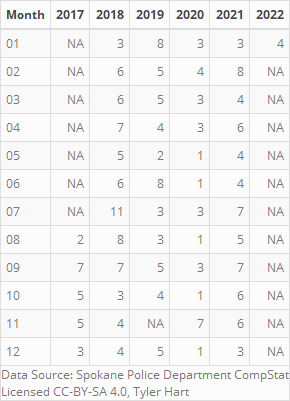 Month 2017 2018 2019 2020 2021 2022
01 NA 3 8 3 3 4
02 NA 6 5 4 8 NA
03 NA 6 5 3 4 NA
04 NA 7 4 3 6 NA
05 NA 5 2 1 4 NA
06 NA 6 8 1 4 NA
07 NA 11 3 3 7 NA
08 2 8 3 1 5 NA
09 7 7 5 3 7 NA
10 5 3 4 1 6 NA
11 5 4 NA 7 6 NA
12 3 4 5 1 3 NA
Data Source: Spokane Police Department CompStat
Licensed CC-BY-SA 4.0, Tyler Hart